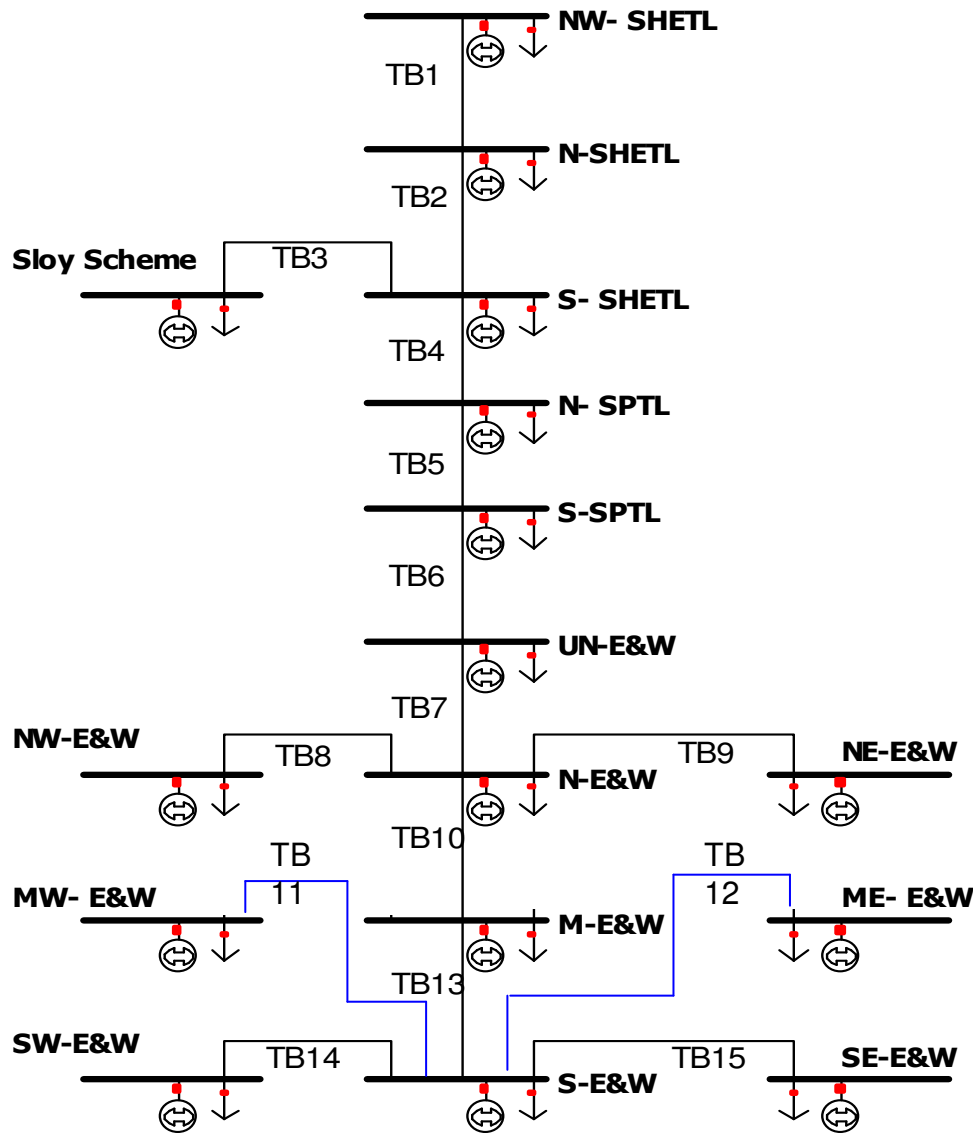 NW- SHETL
TB1
N-SHETL
TB2
Sloy Scheme
TB3
S- SHETL
TB4
N- SPTL
TB5
S-SPTL
TB6
UN-E&W
TB7
NW-E&W
TB8
TB9
NE-E&W
N-E&W
TB10
TB
11
TB
12
MW- E&W
M-E&W
ME- E&W
TB13
SW-E&W
TB14
S-E&W
TB15
SE-E&W